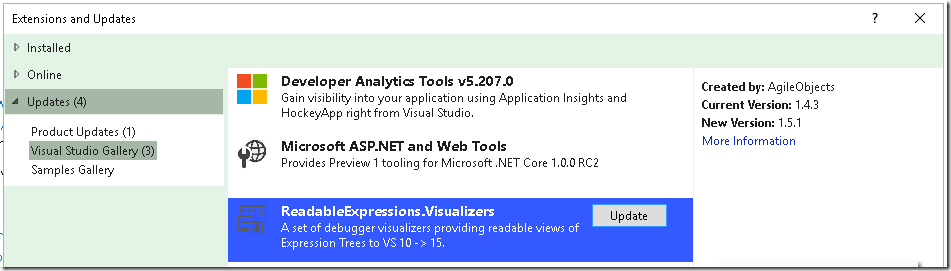 Extensions and Updates
?
Installed
Online
Updates (4)
Product Updates (1)
Visual Studio Gallery (3)
Samples Gallery
Developer Analytics Tools v5.207.0
Gain visibility into your application using Application Insights and
HockeyApp right from Visual Studio.
Microsoft ASP.NET and Web Tools
Provides Preview 1 tooling for Microsoft .NET Core 1.0.0 RC2
ReadableExpressions.Visualizers
Update
A set of debugger visualizers providing readable views of
Expression Trees to VS 10 -> 15.
Created by: AgileObjects
Current Version: 1.4.3
New Version: 1.5.1
More Information